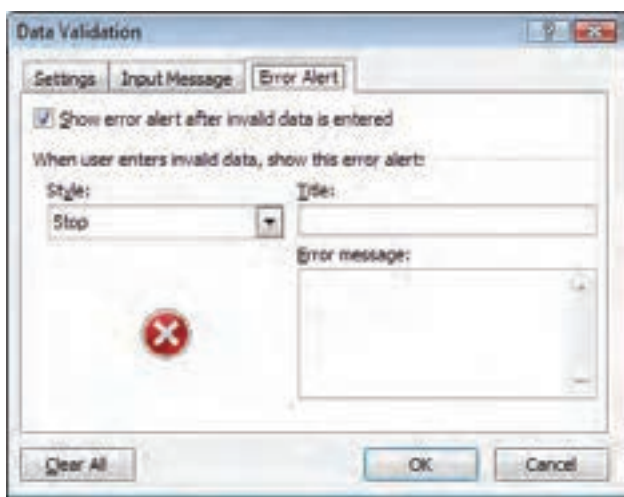 Data Validation
Settings Input Message Error Alert
Show error alert after invalid data is entered
When user enters invalid data, show this error alert:
Style: Title:
Stop
Error message:
Clear All OK Cancel